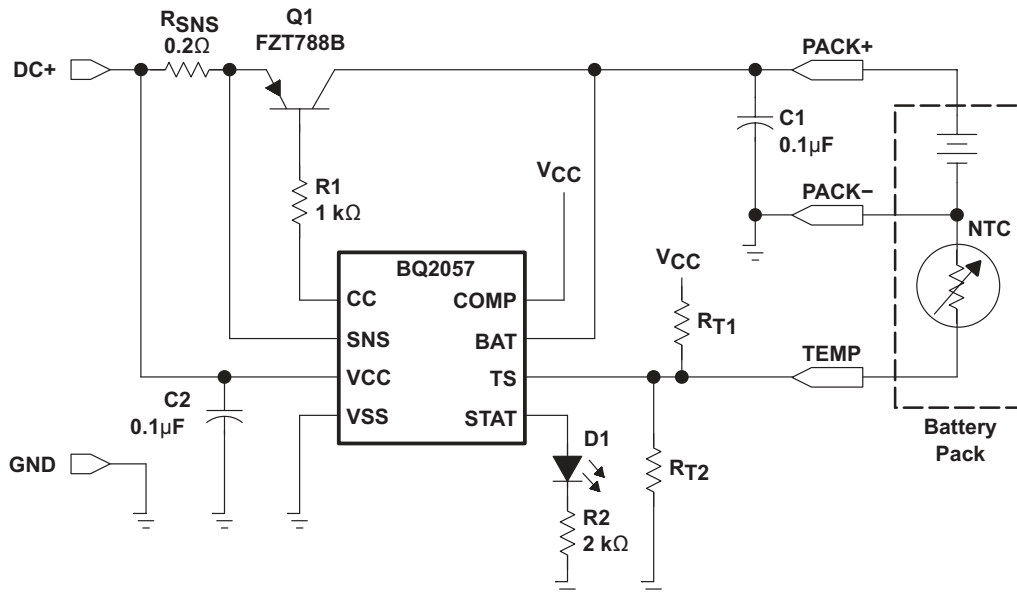 RSNS
0.2Ω
Q1
FZT788B
DC+
PACK+
C1
0.1µF
VCC
R1
1 kΩ
PACK−
NTC
BQ2057
VCC
CC
COMP
RT1
SNS
BAT
TEMP
VCC
TS
C2
0.1µF
VSS
STAT
D1
Battery
Pack
GND
RT2
R2
2 kΩ